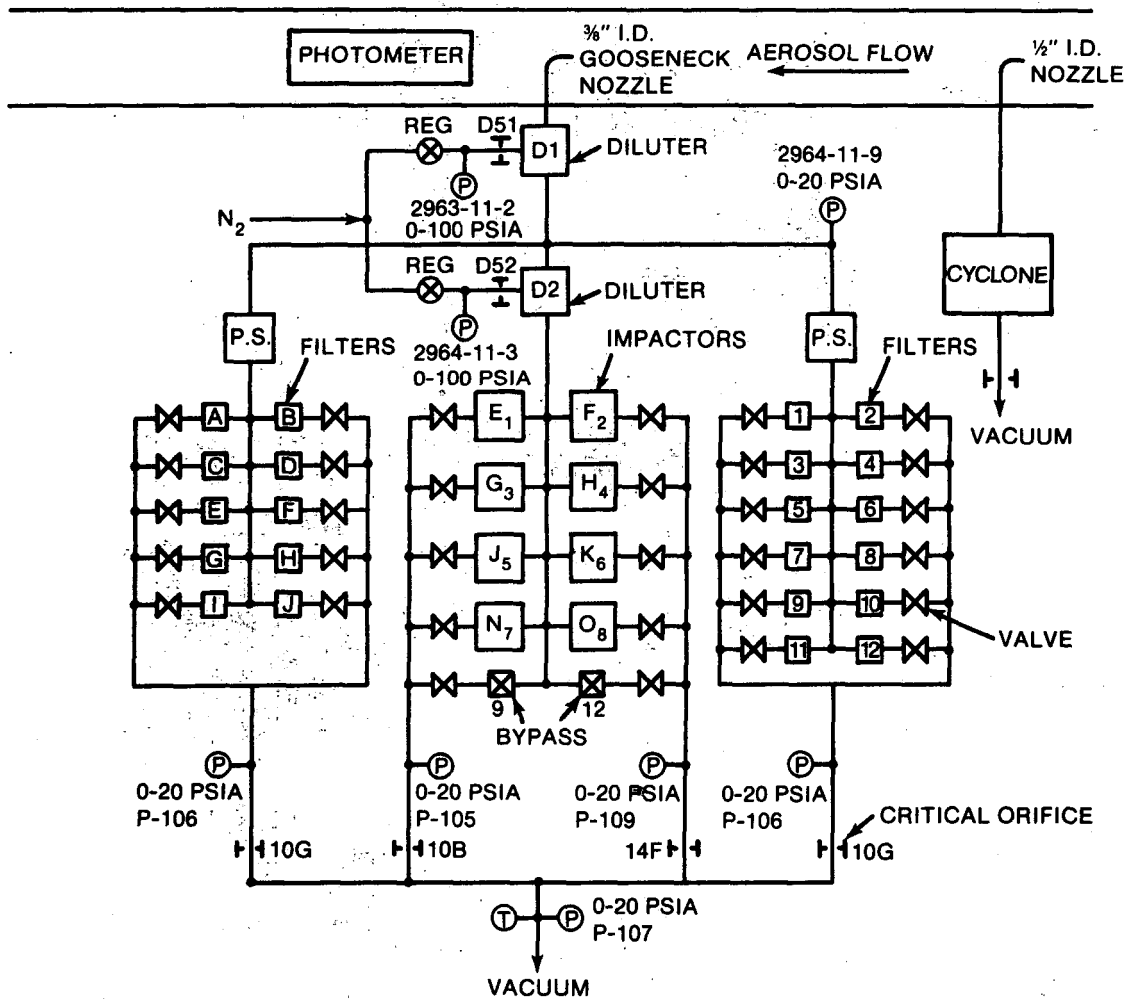 PHOTOMETER
⅜" I.D.
GOOSENECK
NOZZLE
AEROSOL FLOW
½" I.D.
NOZZLE
REG
D51
D1
DILUTER
P
2963-11-2
0-100 PSIA
N₂
2964-11-9
0-20 PSIA
P
REG
D52
D2
DILUTER
P
2964-11-3
0-100 PSIA
CYCLONE
VACUUM
P.S.
FILTERS
IMPACTORS
P.S.
FILTERS
A
B
C
D
E
F
G
H
I
J
E₁
F₂
G₃
H₄
J₅
K₆
N₇
O₈
9
12
BYPASS
1
2
3
4
5
6
7
8
9
10
11
12
VALVE
P
0-20 PSIA
P-106
P
0-20 PSIA
P-105
P
0-20 PSIA
P-109
P
0-20 PSIA
P-106
CRITICAL ORIFICE
10G
10B
14F
10G
T
P
0-20 PSIA
P-107
VACUUM